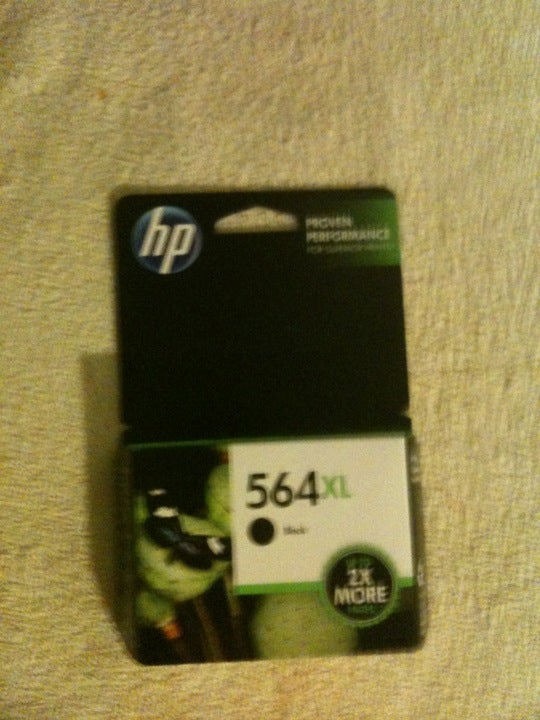 hp
PROVEN
PERFORMANCE
564XL
Black
2X
MORE